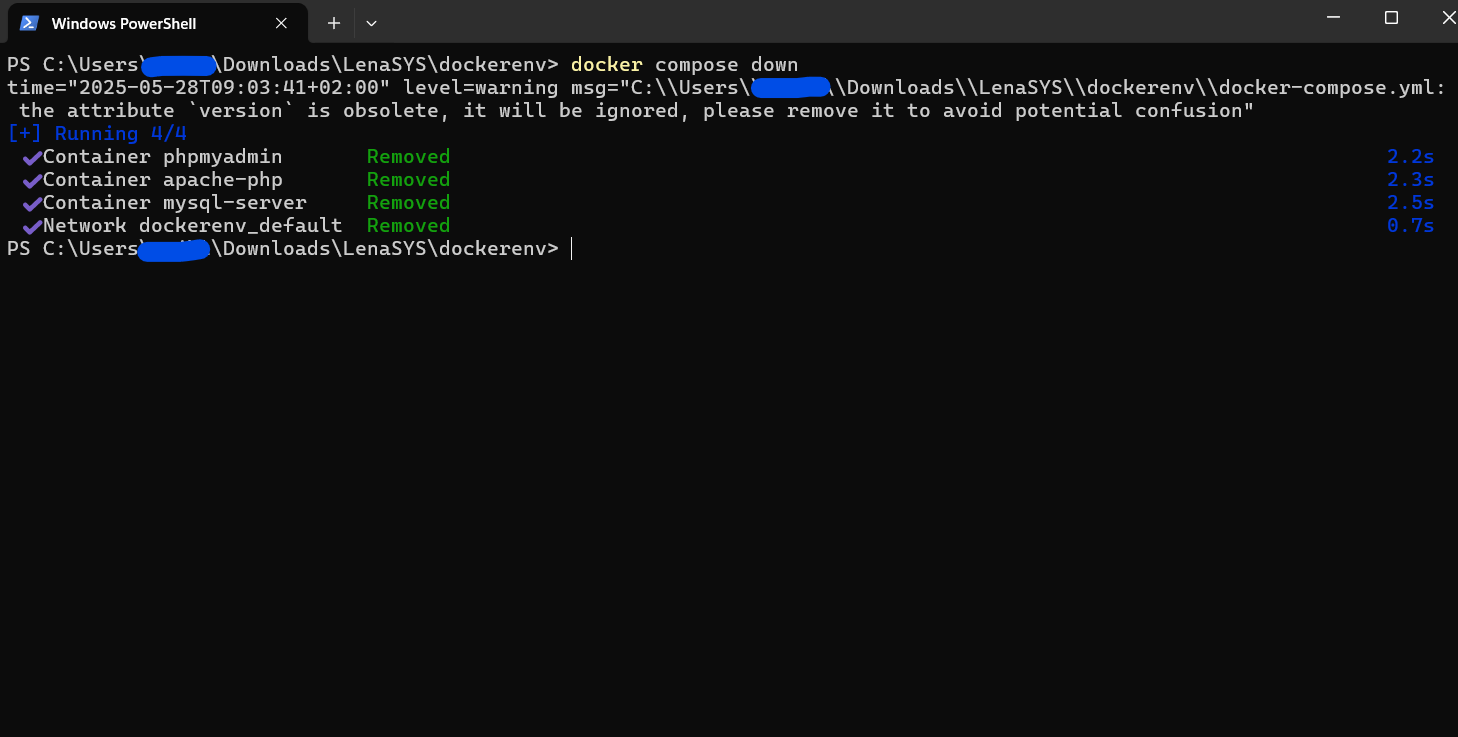 Windows PowerShell
PS C:\Users\ \Downloads\LenaSYS\dockerenv> docker compose down
time="2025-05-28T09:03:41+02:00" level=warning msg="C:\\Users\ \\Downloads\\LenaSYS\\dockerenv\\docker-compose.yml:
the attribute `version` is obsolete, it will be ignored, please remove it to avoid potential confusion"
[+] Running 4/4
✔Container phpmyadmin Removed 2.2s
✔Container apache-php Removed 2.3s
✔Container mysql-server Removed 2.5s
✔Network dockerenv_default Removed 0.7s
PS C:\Users \Downloads\LenaSYS\dockerenv>